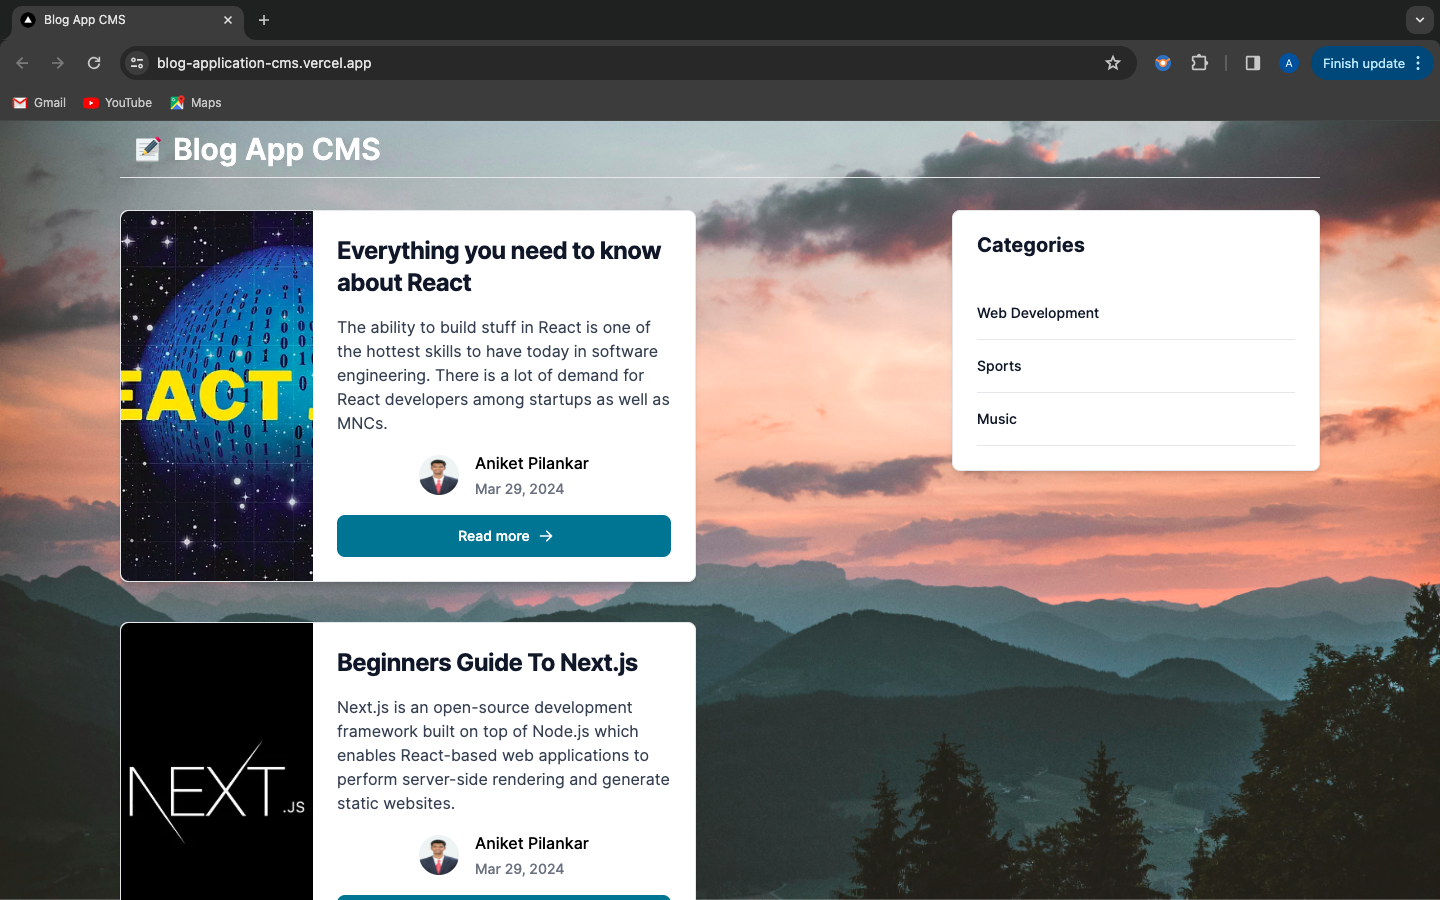 Blog App CMS
blog-application-cms.vercel.app
A
Finish update
Gmail
YouTube
Maps
Blog App CMS
EACT
Everything you need to know
about React
The ability to build stuff in React is one of
the hottest skills to have today in software
engineering. There is a lot of demand for
React developers among startups as well as
MNCs.
Aniket Pilankar
Mar 29, 2024
Read more →
Categories
Web Development
Sports
Music
NEXT.JS
Beginners Guide To Next.js
Next.js is an open-source development
framework built on top of Node.js which
enables React-based web applications to
perform server-side rendering and generate
static websites.
Aniket Pilankar
Mar 29, 2024